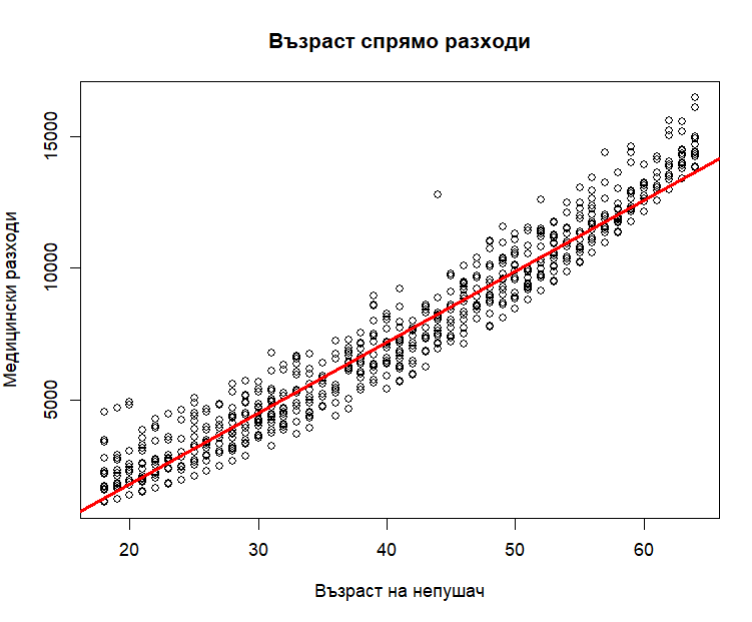 Възраст спрямо разходи
Медицински разходи
15000
10000
5000
20 30 40 50 60
Възраст на непушач